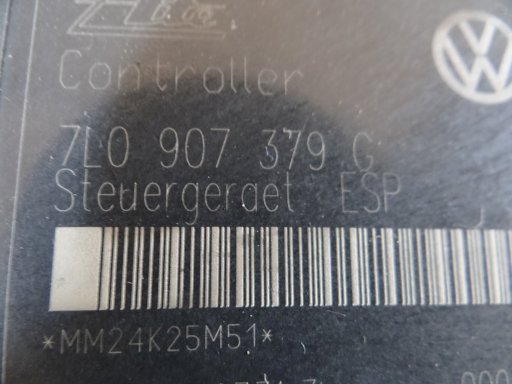 Controller
7L0 907 379 G
Steuergeraet ESP
*MM24K25M51*